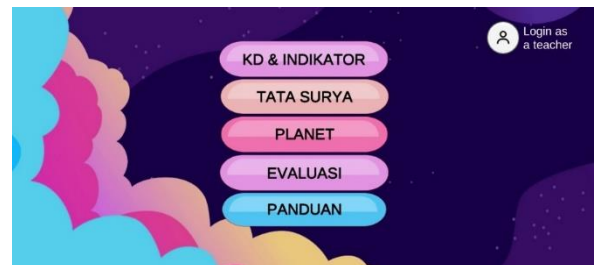 Login as
a teacher
KD & INDIKATOR
TATA SURYA
PLANET
EVALUASI
PANDUAN